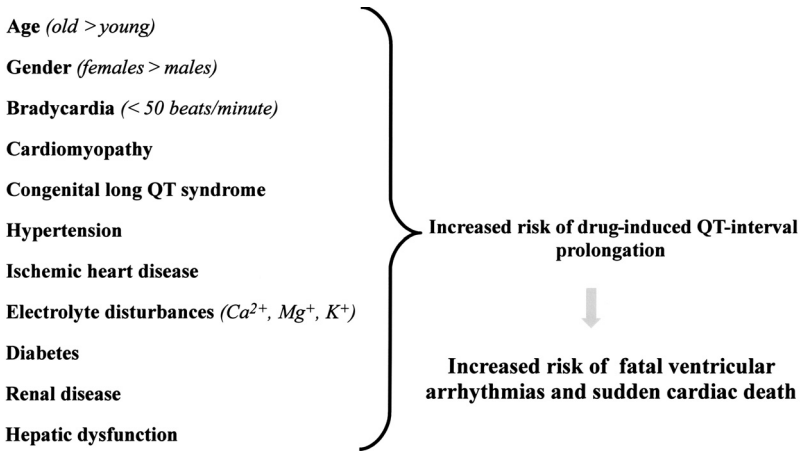 Age (old > young)
Gender (females > males)
Bradycardia (< 50 beats/minute)
Cardiomyopathy
Congenital long QT syndrome
Hypertension
Ischemic heart disease
Electrolyte disturbances (Ca²⁺, Mg⁺, K⁺)
Diabetes
Renal disease
Hepatic dysfunction
Increased risk of drug-induced QT-interval
prolongation
Increased risk of fatal ventricular
arrhythmias and sudden cardiac death